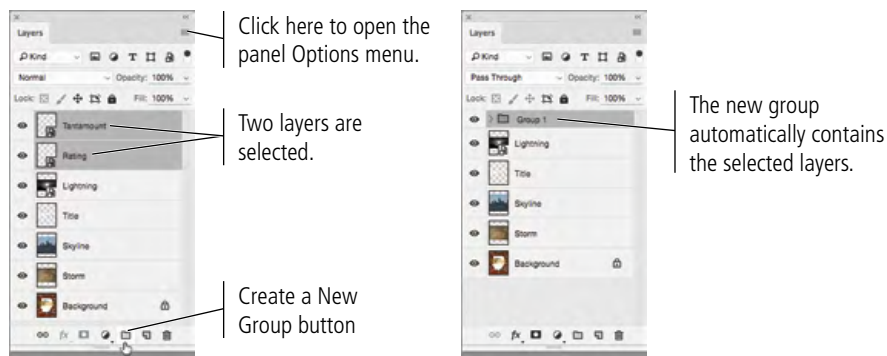 Layers
Kind
Normal
Opacity: 100%
Lock:
Fill: 100%
Tantamount
Rating
Lightning
Title
Skyline
Storm
Background
fx
Click here to open the
panel Options menu.
Two layers are
selected.
Create a New
Group button
Layers
Kind
Pass Through
Opacity: 100%
Lock:
Fill: 100%
Group 1
Lightning
Title
Skyline
Storm
Background
fx
The new group
automatically contains
the selected layers.